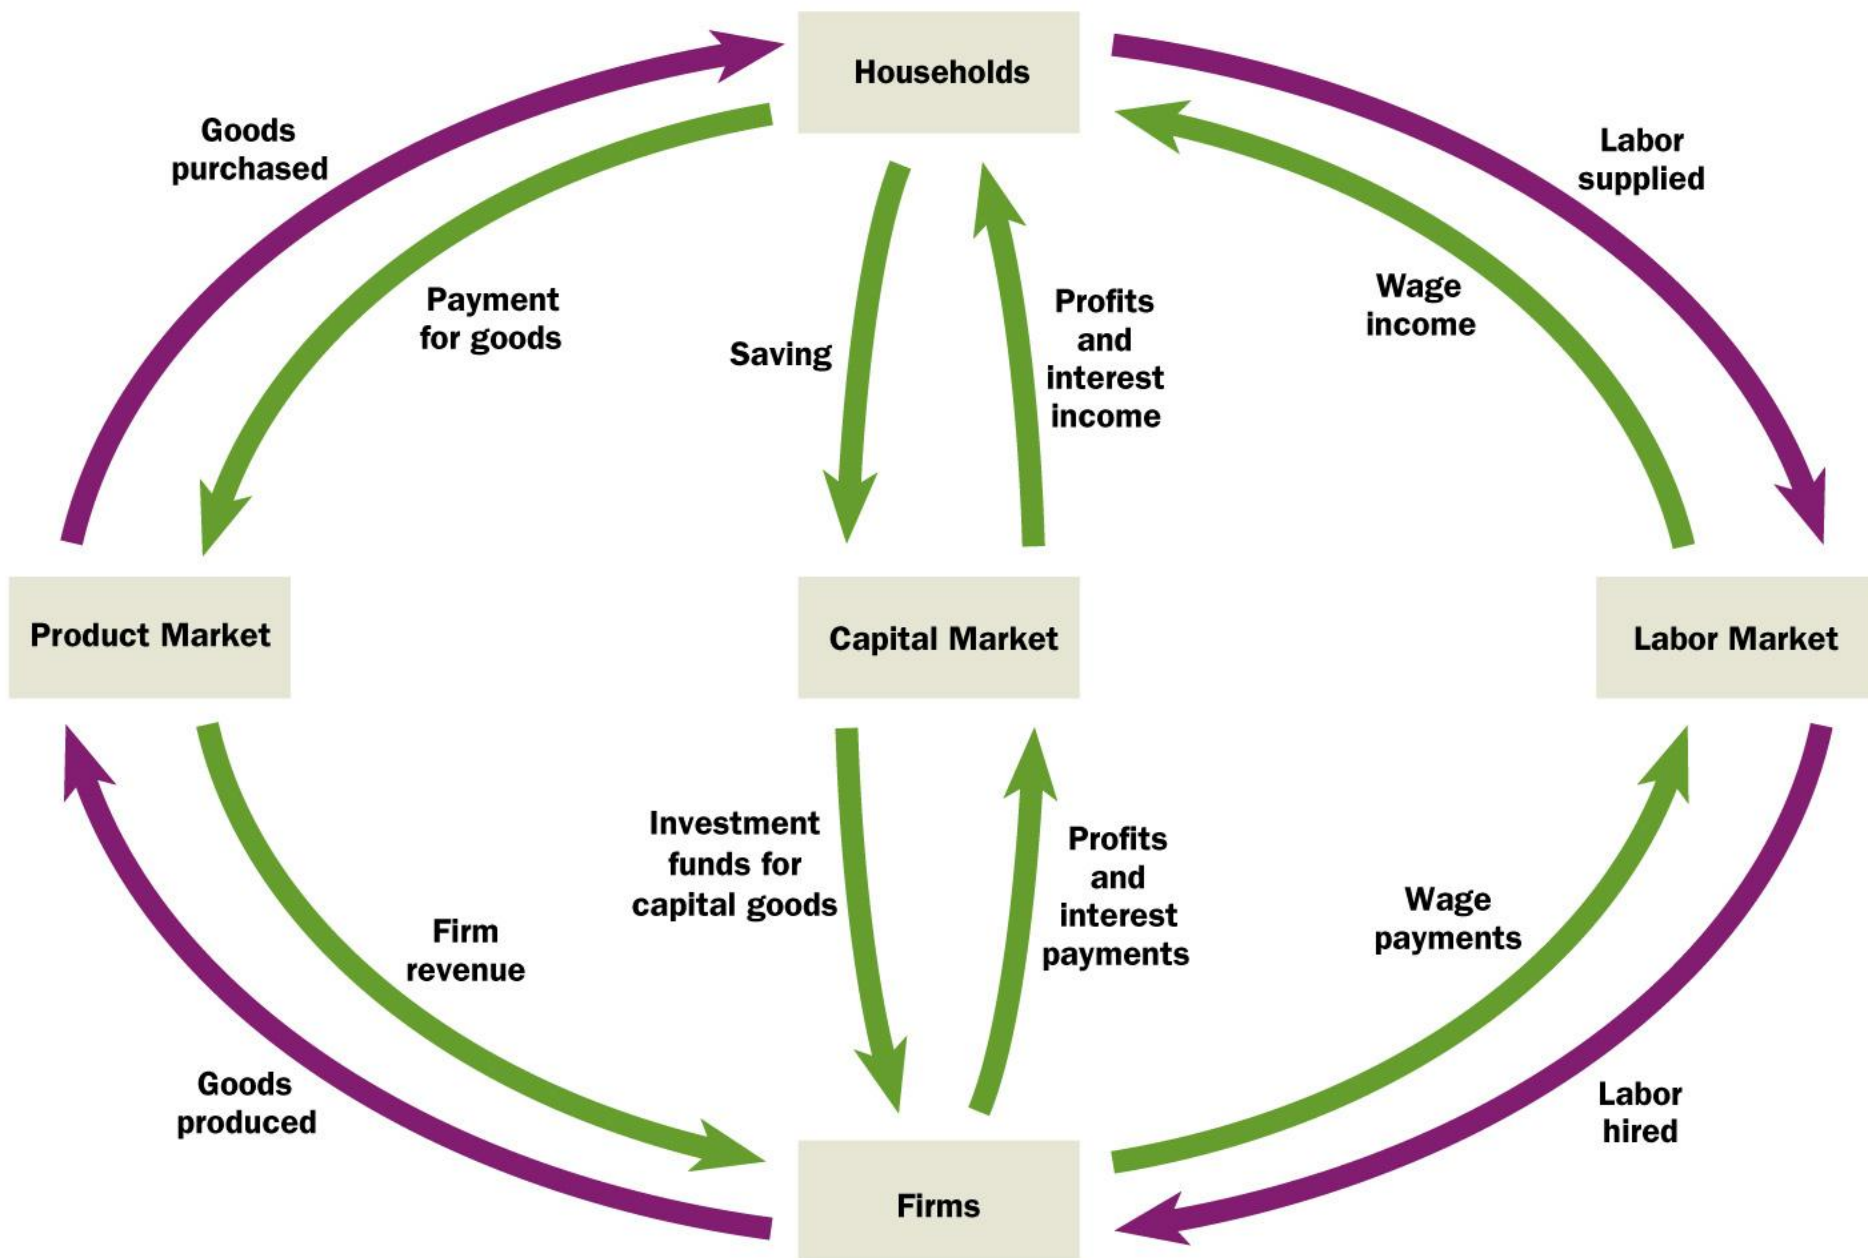 Households
Goods
purchased
Labor
supplied
Payment
for goods
Saving
Profits
and
interest
income
Wage
income
Product Market
Capital Market
Labor Market
Investment
funds for
capital goods
Profits
and
interest
payments
Firm
revenue
Wage
payments
Goods
produced
Labor
hired
Firms